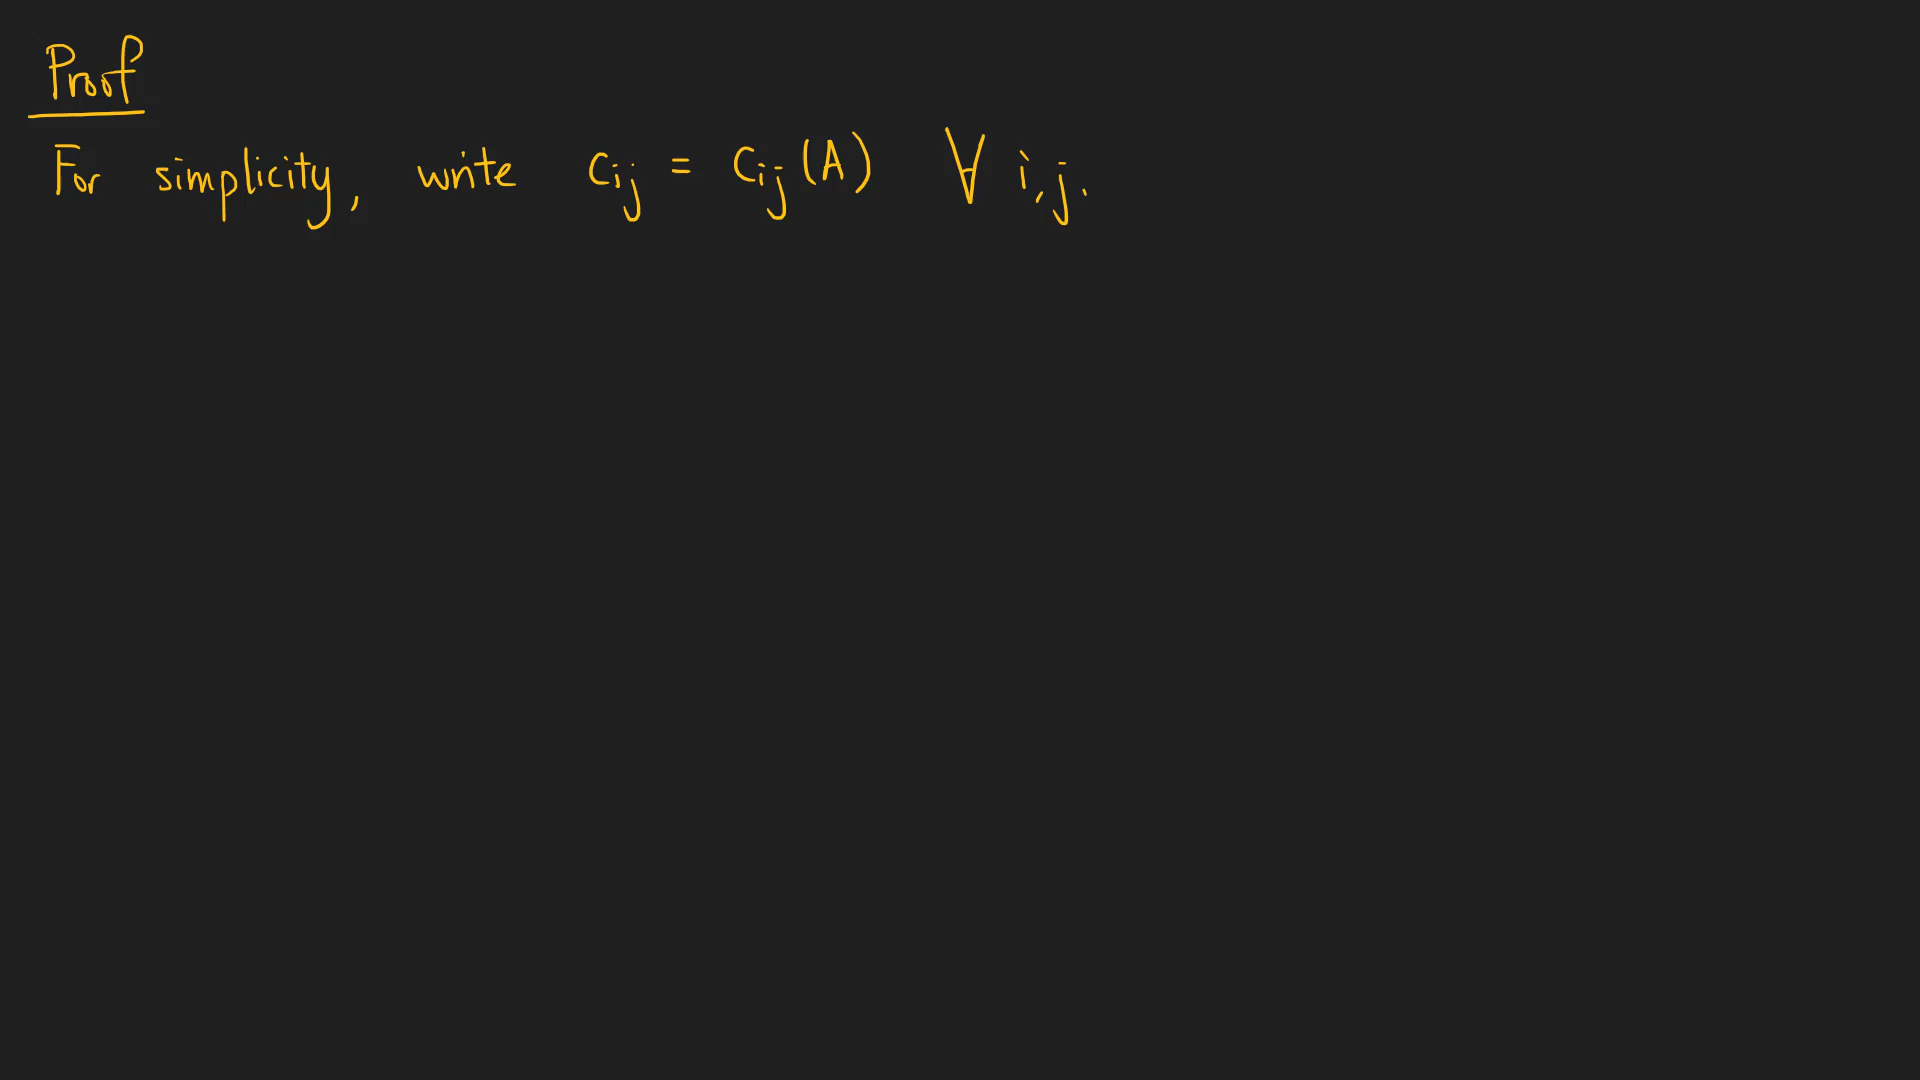 Proof
For simplicity, write cᵢⱼ = cᵢⱼ(A) ∀ i,j.